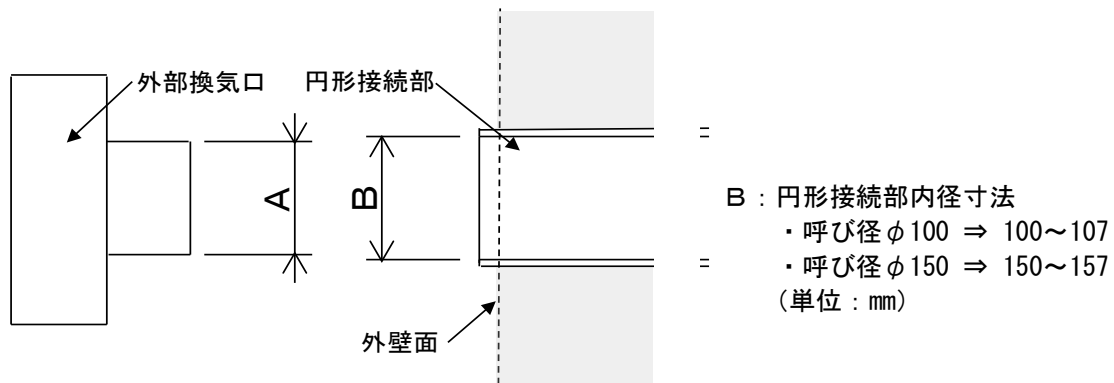 外部換気口
円形接続部
A
B
B：円形接続部内径寸法
・呼び径φ100 ⇒ 100～107
・呼び径φ150 ⇒ 150～157
（単位：㎜）
外壁面